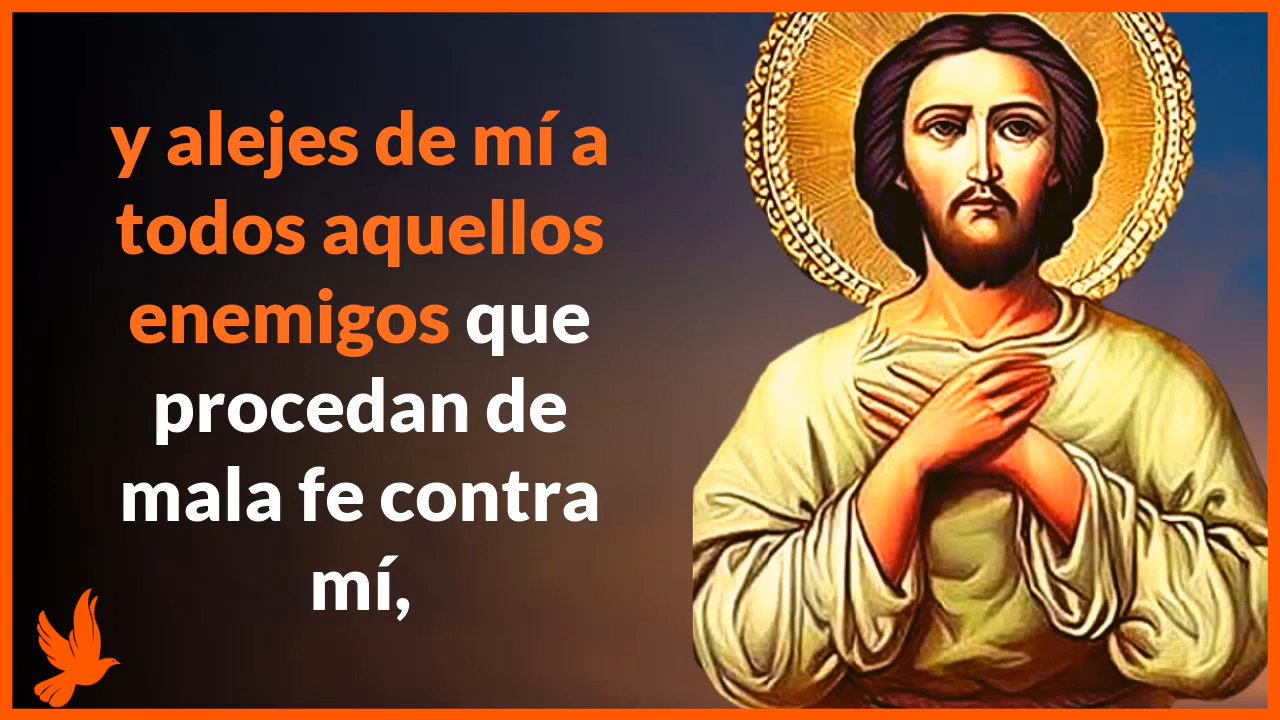 y alejes de mí a
todos aquellos
enemigos que
procedan de
mala fe contra
mí,